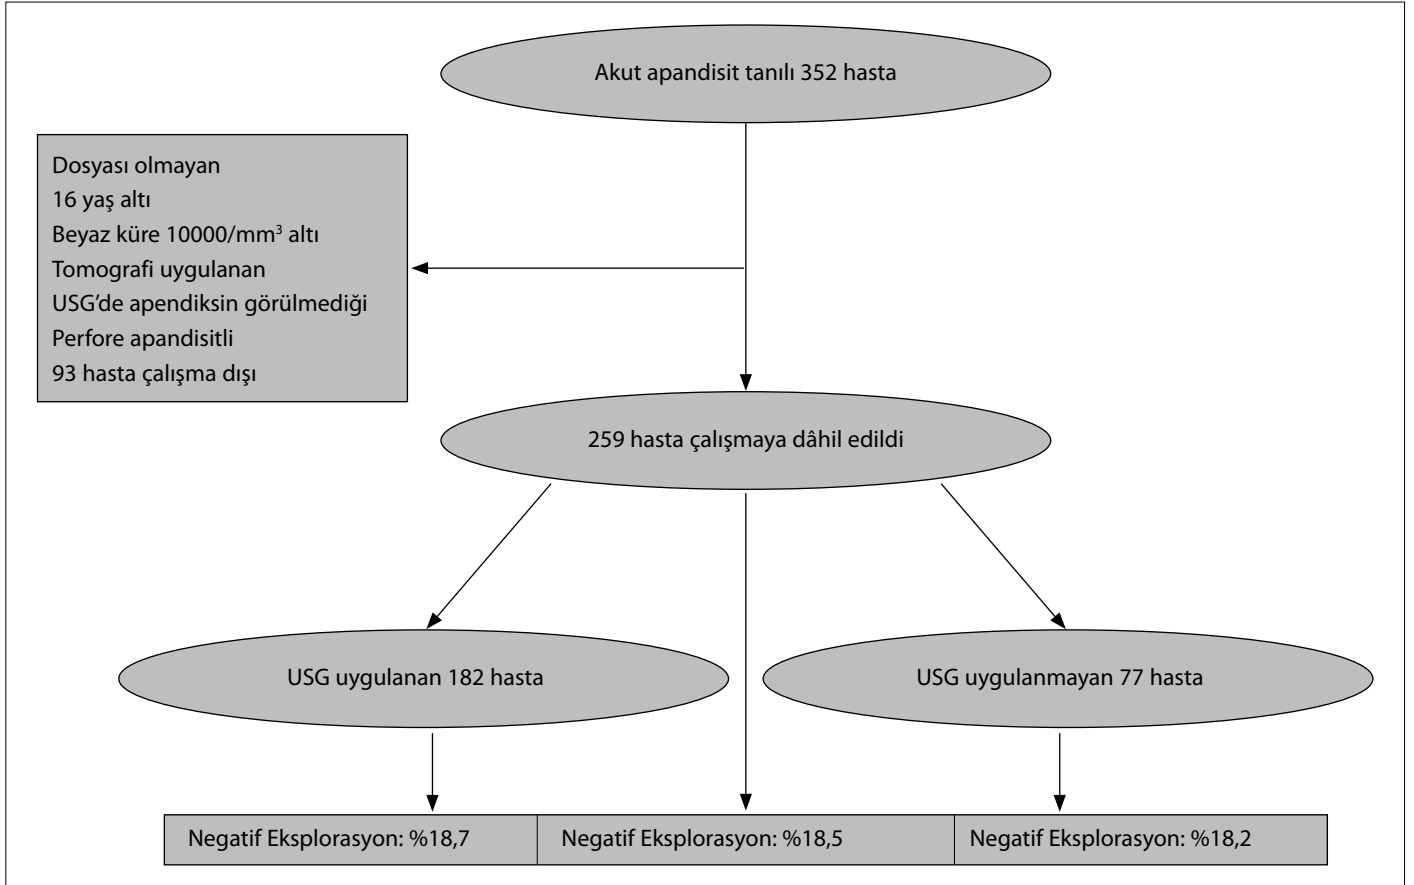 Akut apandisit tanılı 352 hasta
Dosyası olmayan
16 yaş altı
Beyaz küre 10000/mm³ altı
Tomografi uygulanan
USG’de apendiksin görülmediği
Perfore apandisitli
93 hasta çalışma dışı
259 hasta çalışmaya dâhil edildi
USG uygulanan 182 hasta
USG uygulanmayan 77 hasta
Negatif Eksplorasyon: %18,7
Negatif Eksplorasyon: %18,5
Negatif Eksplorasyon: %18,2